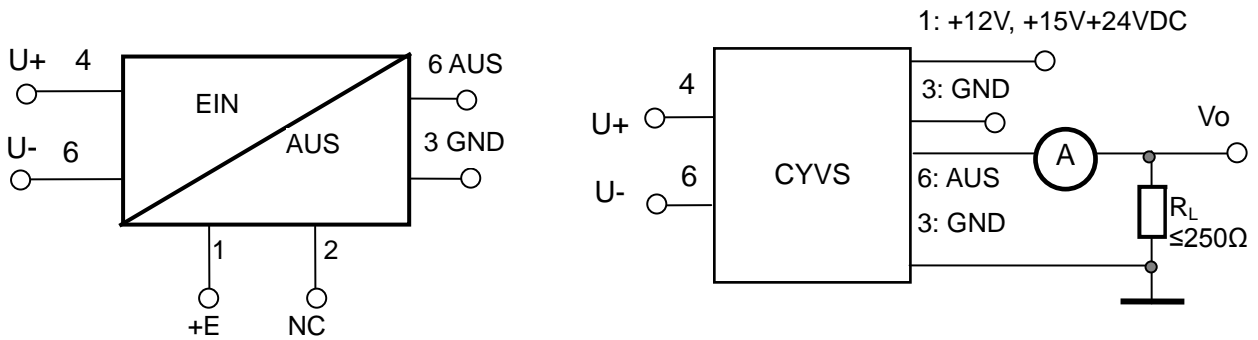 U+ 4
EIN
AUS
6 AUS
U- 6
3 GND
1
2
+E
NC
1: +12V, +15V+24VDC
4
3: GND
U+
Vo
A
CYVS
6
6: AUS
U-
3: GND
RL
≤250Ω